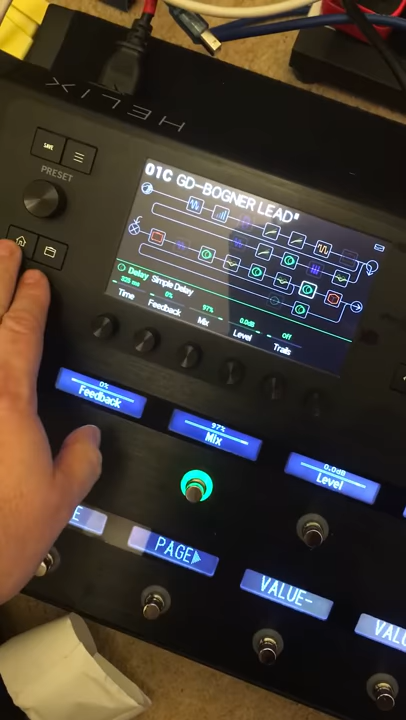 HELIX
SAVE
PRESET
01C GD-BOGNER LEAD"
Delay Simple Delay
0% 97% 0.0dB Off
Time Feedback Mix Level Trails
0%
Feedback
97%
Mix
0.0dB
Level
E
PAGE
VALUE-
VAL